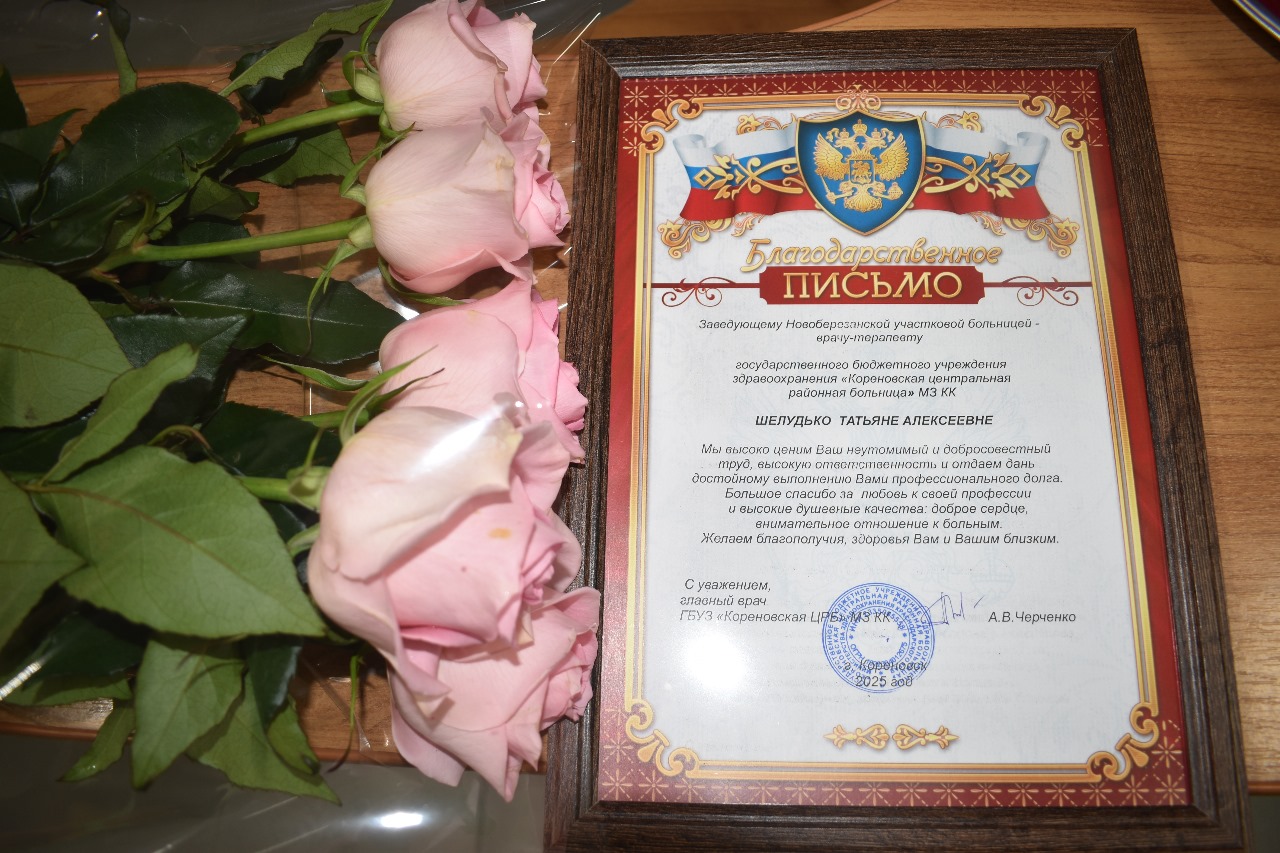 Благодарственное
ПИСЬМО
Заведующему Новоберезанской участковой больницей -
врачу-терапевту
государственного бюджетного учреждения
здравоохранения «Кореновская центральная
районная больница» МЗ КК
ШЕЛУДЬКО ТАТЬЯНЕ АЛЕКСЕЕВНЕ
Мы высоко ценим Ваш неутомимый и добросовестный
труд, высокую ответственность и отдаем дань
достойному выполнению Вами профессионального долга.
Большое спасибо за любовь к своей профессии
и высокие душевные качества: доброе сердце,
внимательное отношение к больным.
Желаем благополучия, здоровья Вам и Вашим близким.
С уважением,
главный врач
ГБУЗ «Кореновская ЦРБ» МЗ КК А.В.Черченко
г. Кореновск
2025 год